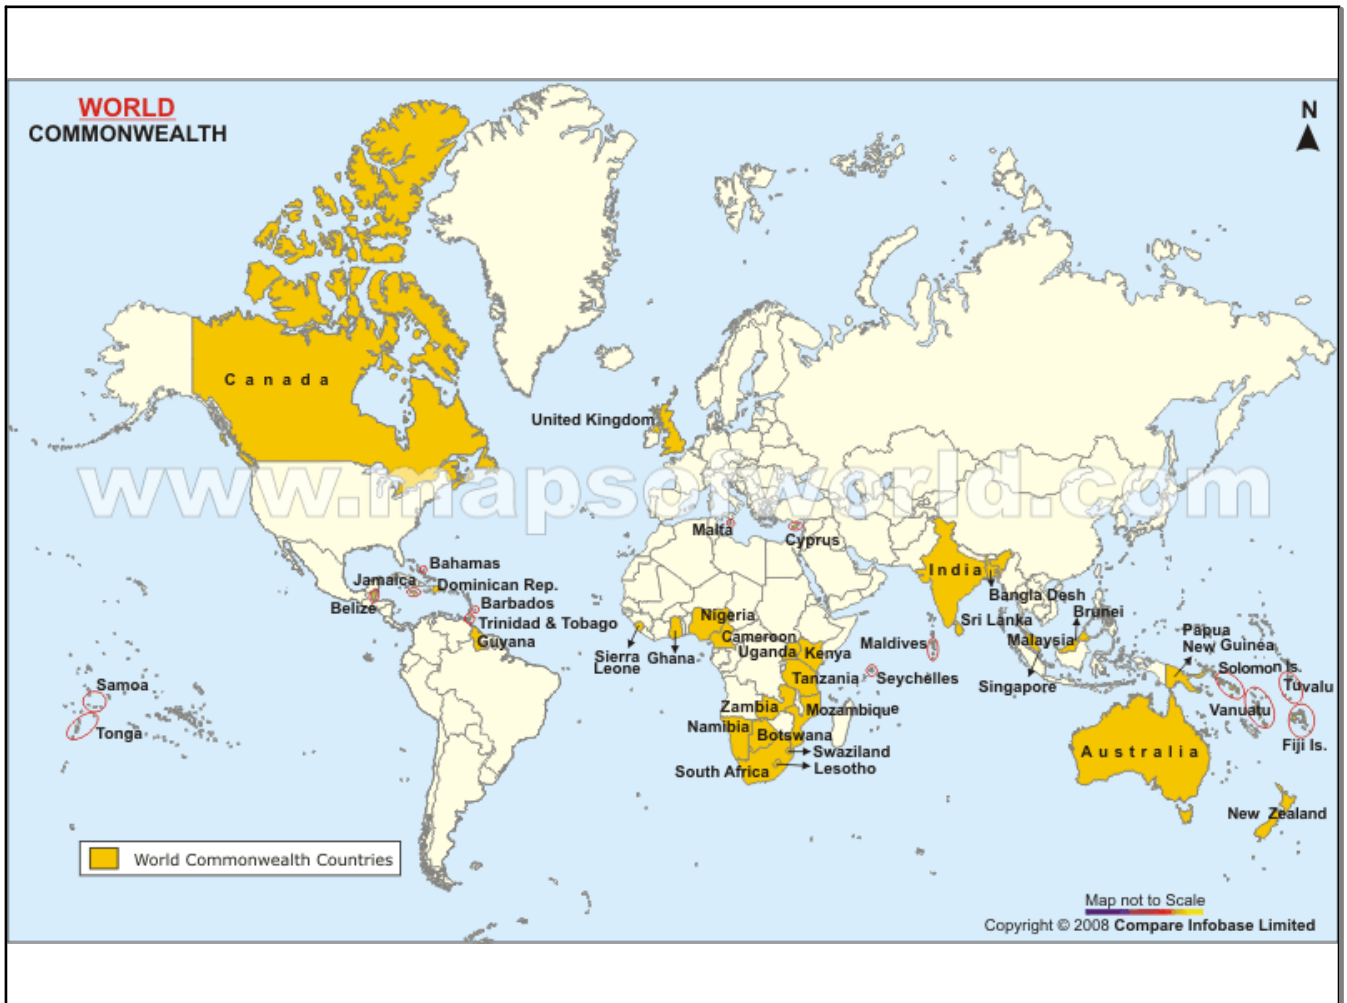 WORLD
COMMONWEALTH
N
Canada
United Kingdom
www.mapsofworld.com
Malta
Cyprus
Bahamas
Jamaica
Dominican Rep.
Belize
Barbados
Trinidad & Tobago
Guyana
India
Bangla Desh
Brunei
Sri Lanka
Malaysia
Singapore
Maldives
Seychelles
Nigeria
Cameroon
Uganda
Kenya
Sierra
Leone
Ghana
Tanzania
Zambia
Mozambique
Namibia
Botswana
Swaziland
South Africa
Lesotho
Papua
New Guinea
Solomon Is.
Tuvalu
Vanuatu
Fiji Is.
Samoa
Tonga
Australia
New Zealand
World Commonwealth Countries
Map not to Scale
Copyright © 2008 Compare Infobase Limited